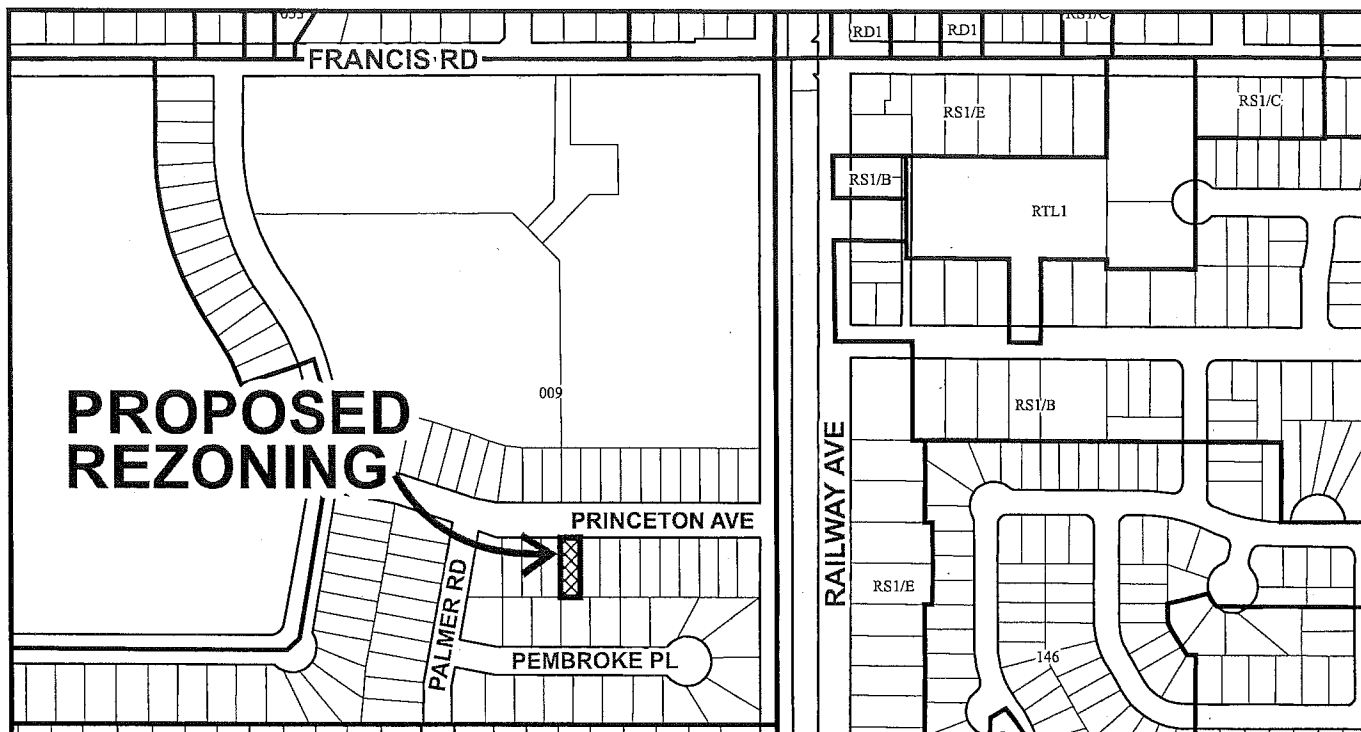 RD1
RD1
RS1/C
FRANCIS RD
RS1/E
RS1/C
RS1/B
RTL1
PROPOSED
REZONING
009
RS1/B
RAILWAY AVE
PRINCETON AVE
PALMER RD
RS1/E
PEMBROKE PL
146